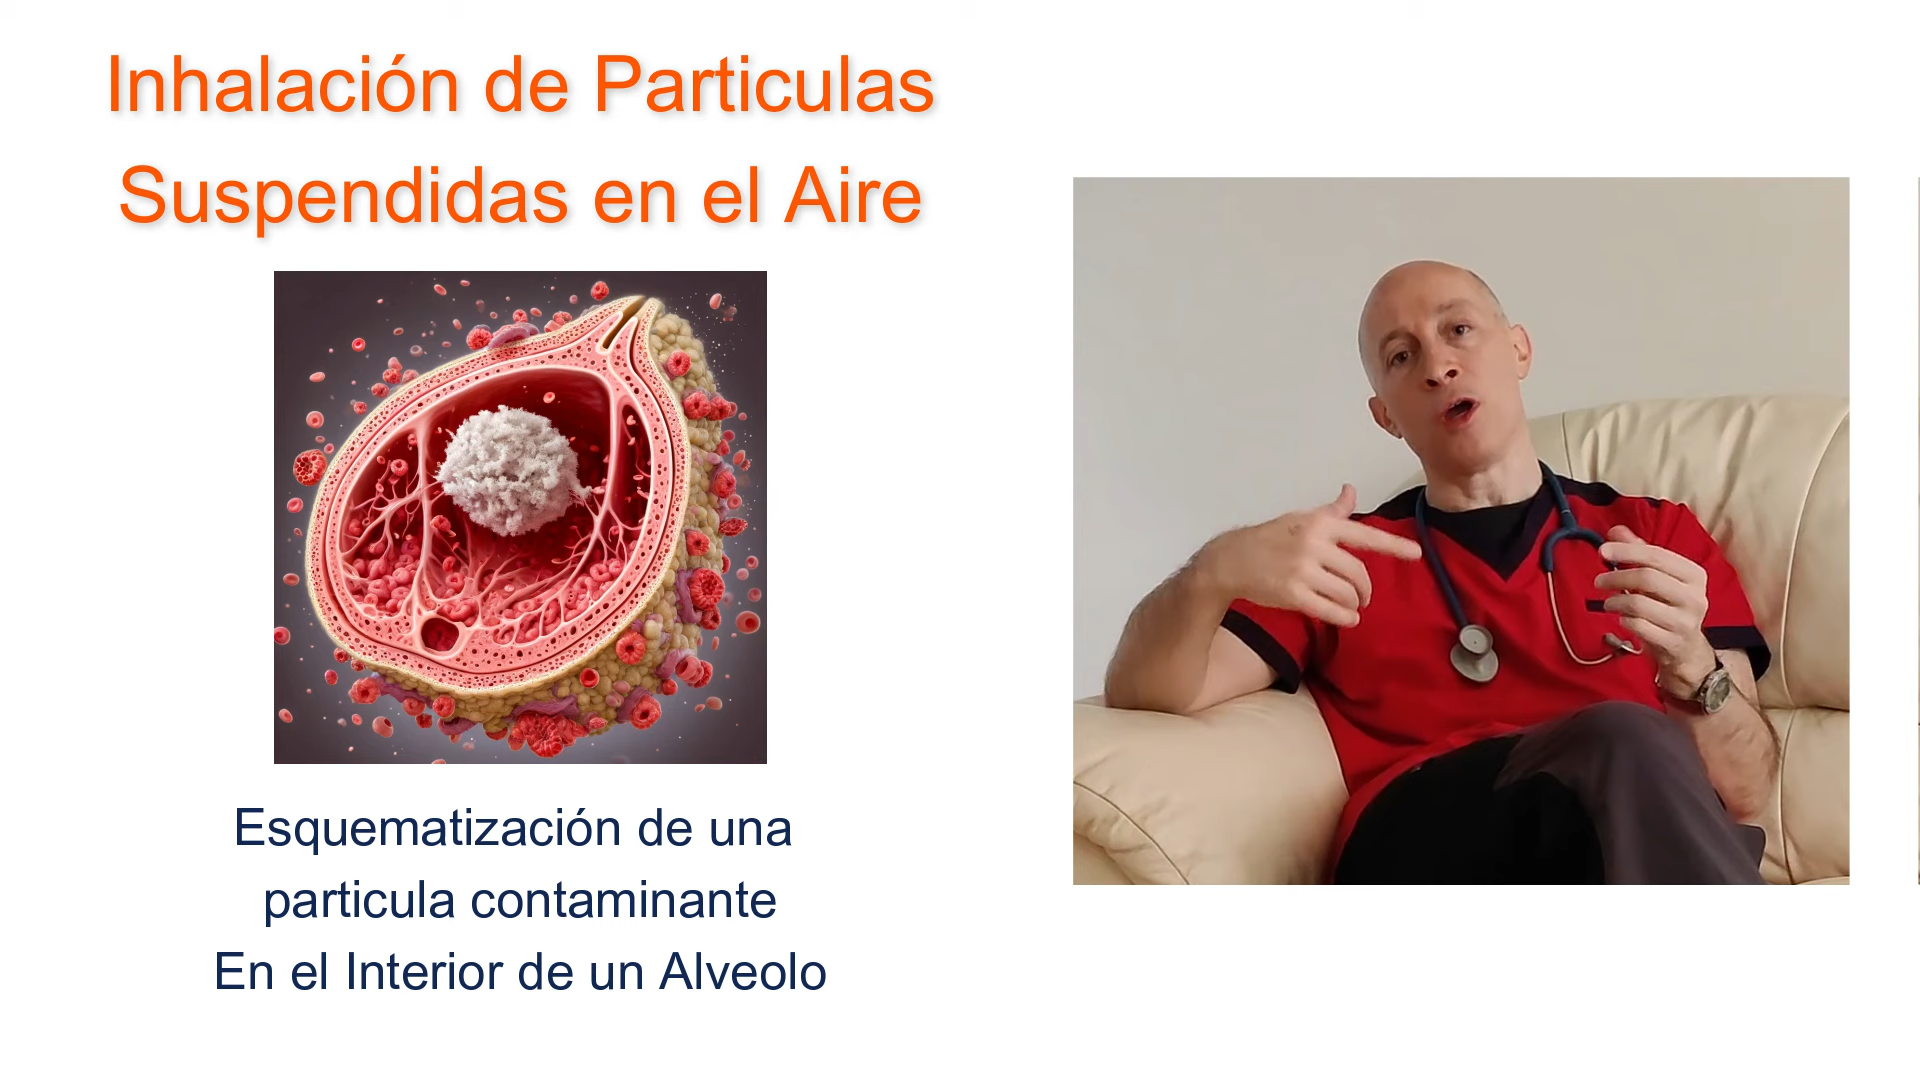 Inhalación de Particulas
Suspendidas en el Aire
Esquematización de una
particula contaminante
En el Interior de un Alveolo